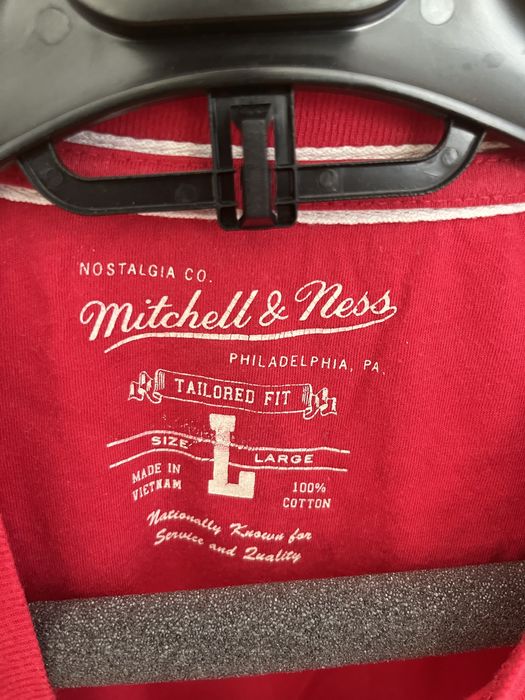 NOSTALGIA CO.
Mitchell & Ness
PHILADELPHIA, PA.
TAILORED FIT
SIZE L LARGE
MADE IN VIETNAM
100% COTTON
Nationally Known for
Service and Quality